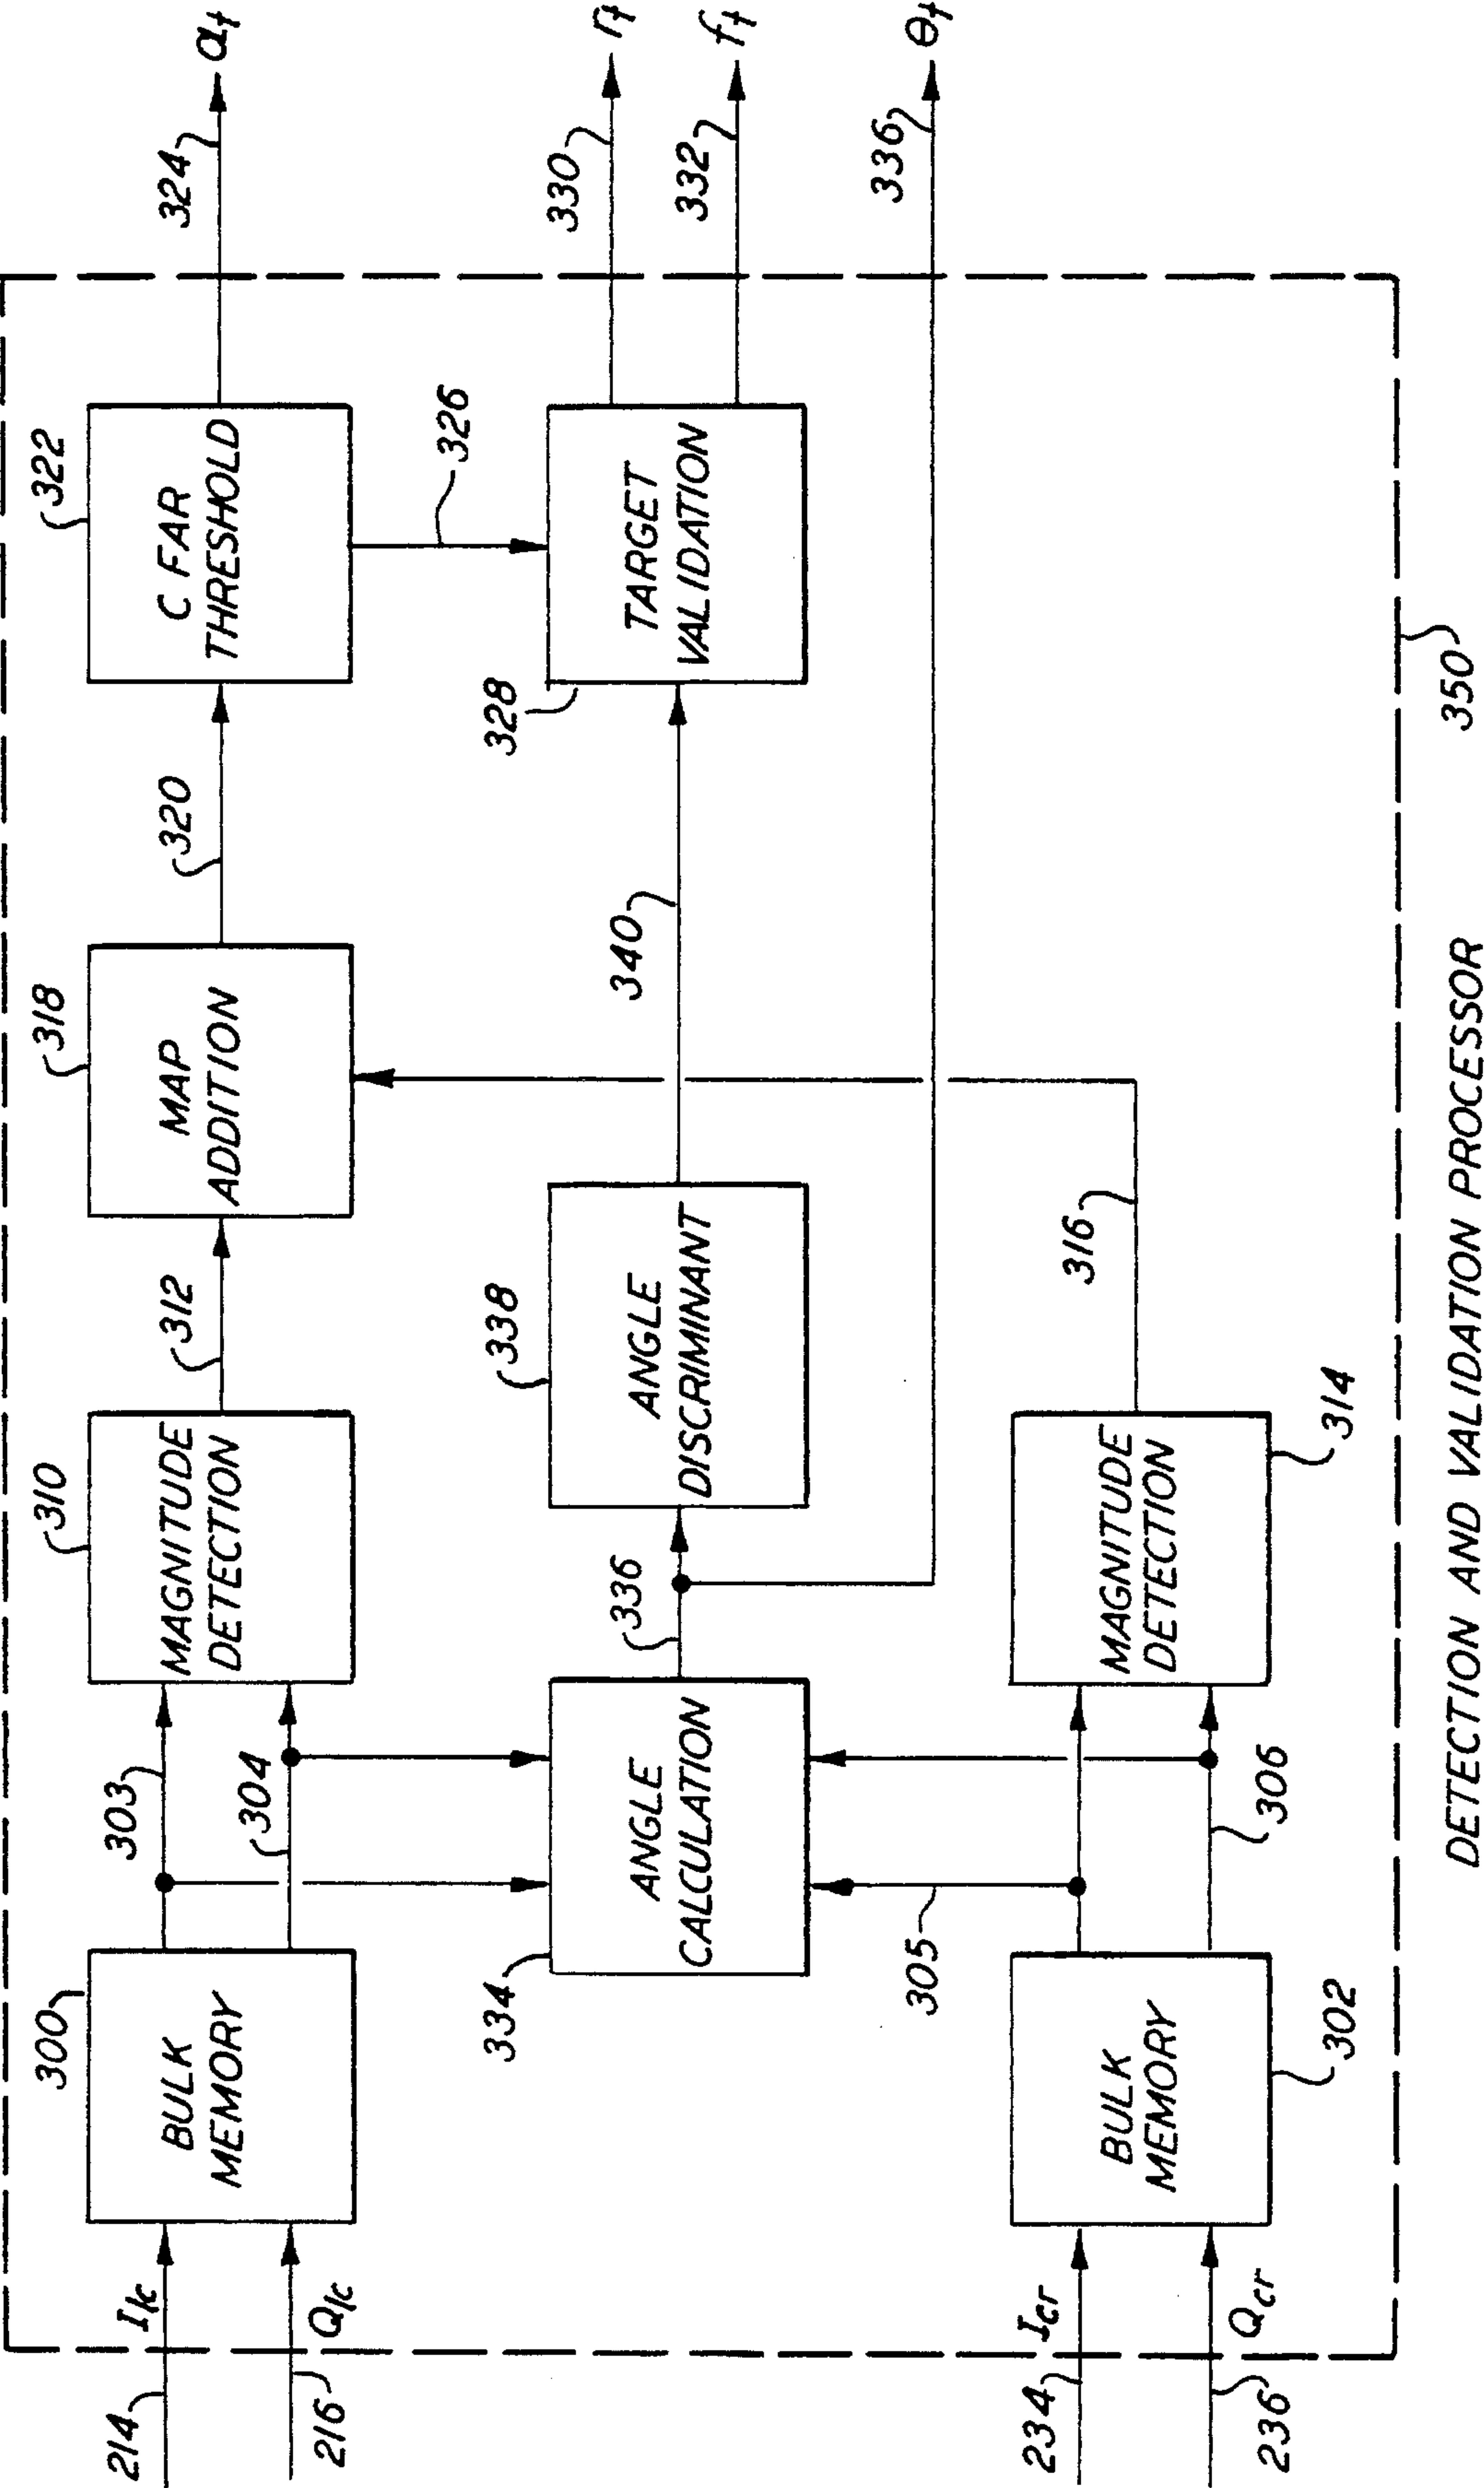 214
I lc
216
Q lc
300
BULK
MEMORY
303
304
310
MAGNITUDE
DETECTION
312
318
MAP
ADDITION
320
322
C FAR
THRESHOLD
324
at
326
334
ANGLE
CALCULATION
336
338
ANGLE
DISCRIMINANT
340
328
TARGET
VALIDATION
330
rt
332
ft
336
θt
234
Icr
236
Qcr
302
BULK
MEMORY
305
306
314
MAGNITUDE
DETECTION
316
350
DETECTION AND VALIDATION PROCESSOR